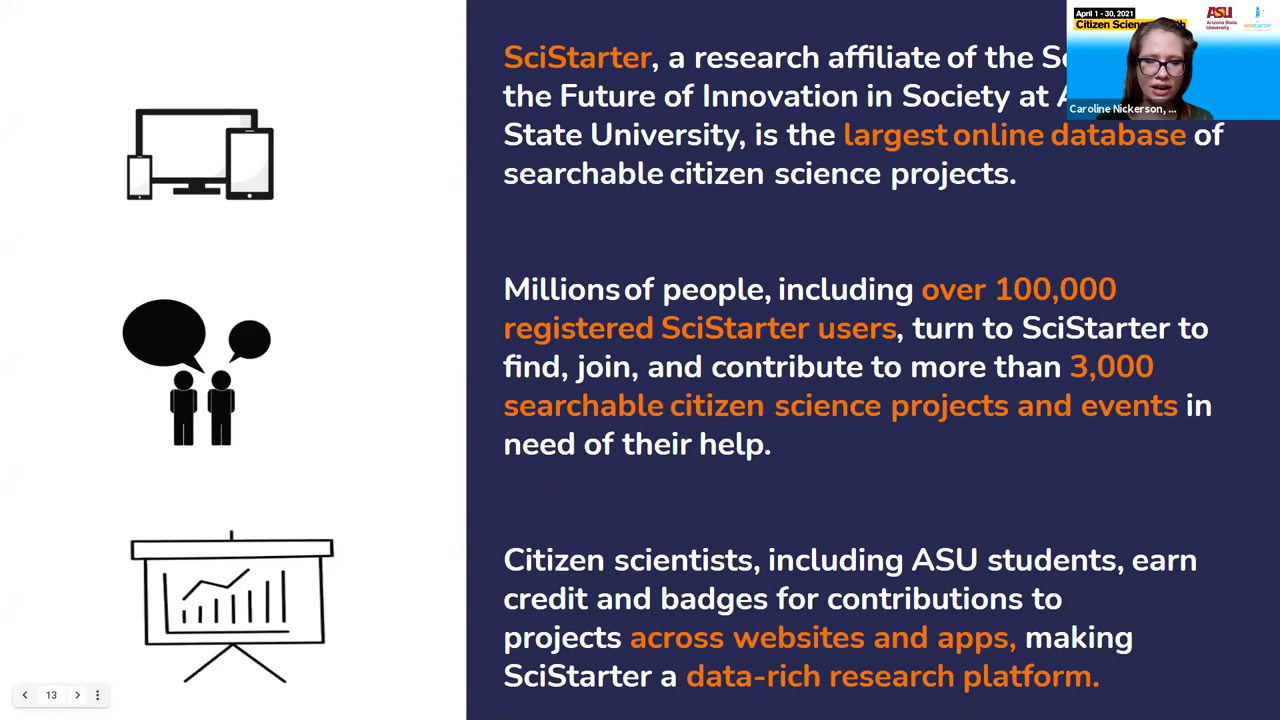 April 1 - 30, 2021
Citizen Scien
ASU
Arizona State
University
scistarter
Caroline Nickerson, ...
SciStarter, a research affiliate of the
the Future of Innovation in Society at
State University, is the largest online database of
searchable citizen science projects.
Millions of people, including over 100,000
registered SciStarter users, turn to SciStarter to
find, join, and contribute to more than 3,000
searchable citizen science projects and events in
need of their help.
Citizen scientists, including ASU students, earn
credit and badges for contributions to
projects across websites and apps, making
SciStarter a data-rich research platform.
13